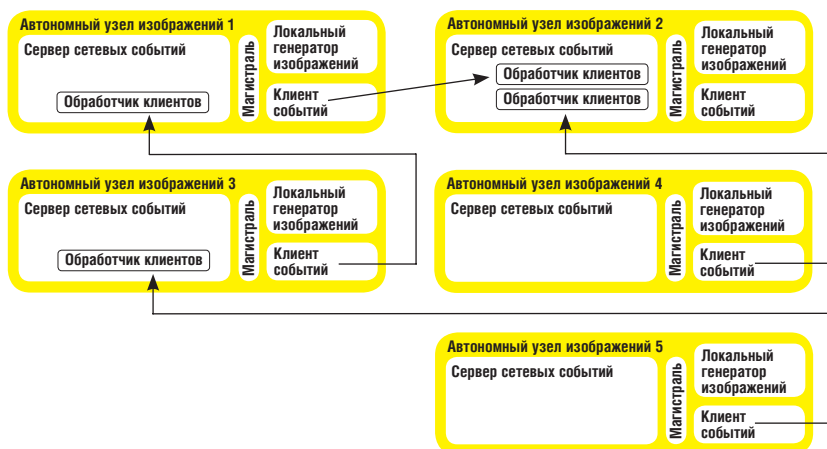 Автономный узел изображений 1
Сервер сетевых событий
Обработчик клиентов
Магистраль
Локальный
генератор
изображений
Клиент
событий
Автономный узел изображений 2
Сервер сетевых событий
Обработчик клиентов
Обработчик клиентов
Магистраль
Локальный
генератор
изображений
Клиент
событий
Автономный узел изображений 3
Сервер сетевых событий
Обработчик клиентов
Магистраль
Локальный
генератор
изображений
Клиент
событий
Автономный узел изображений 4
Сервер сетевых событий
Магистраль
Локальный
генератор
изображений
Клиент
событий
Автономный узел изображений 5
Сервер сетевых событий
Магистраль
Локальный
генератор
изображений
Клиент
событий